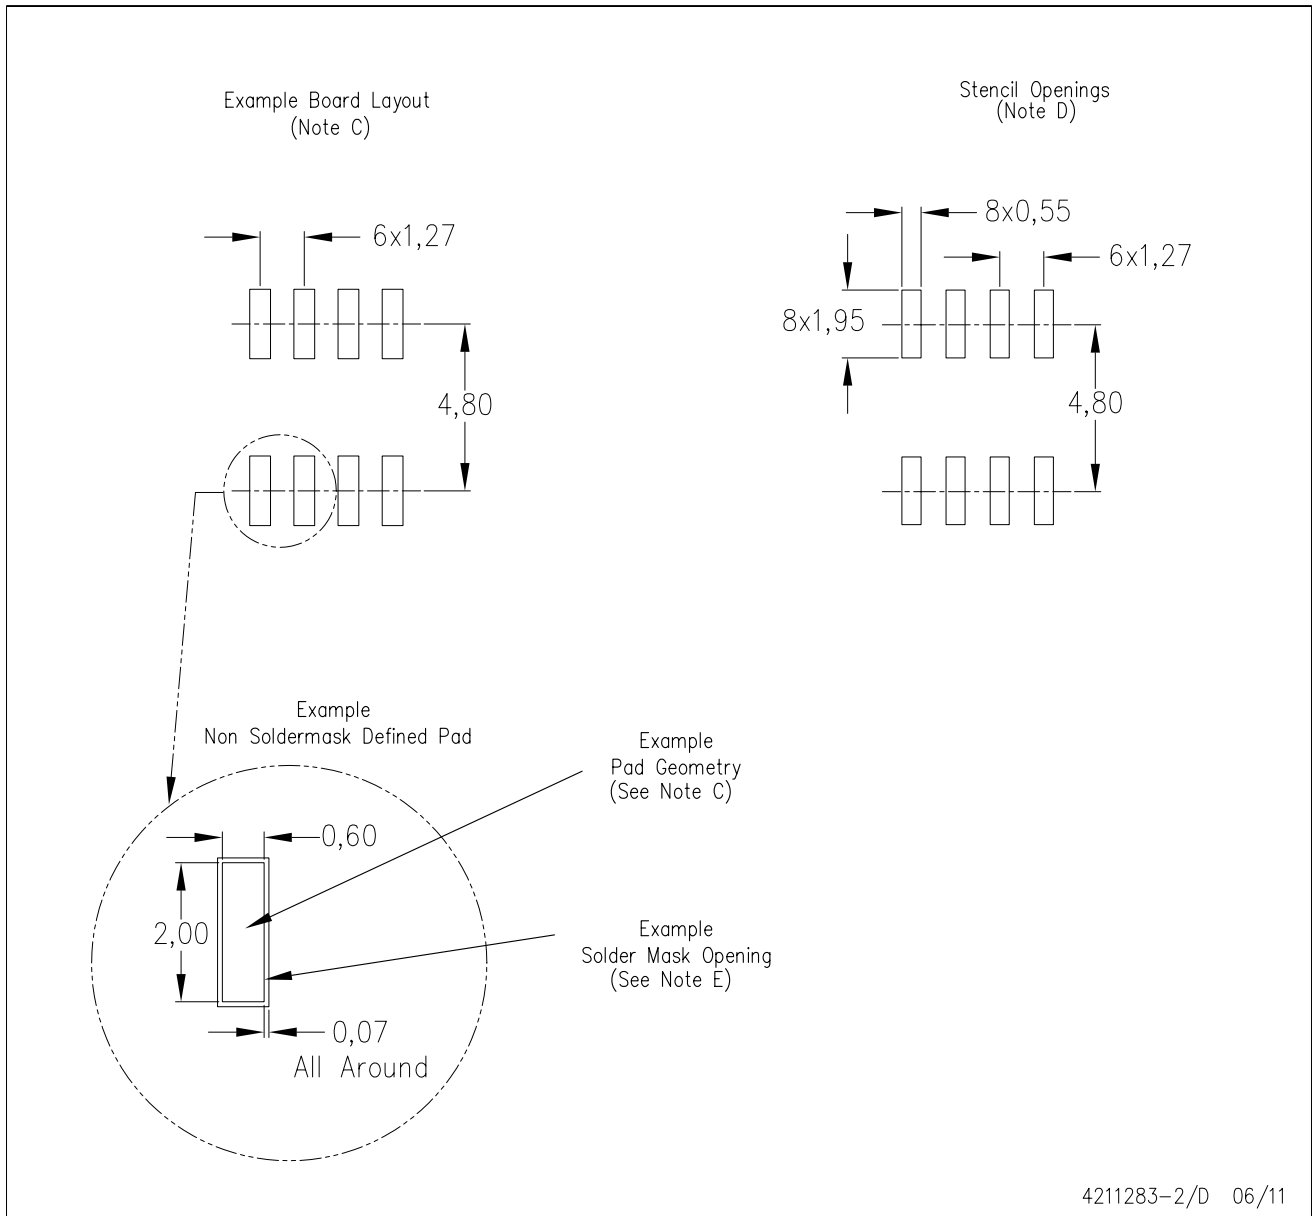 Example Board Layout
(Note C)
6x1,27
4,80
Stencil Openings
(Note D)
8x0,55
6x1,27
8x1,95
4,80
Example
Non Soldermask Defined Pad
0,60
2,00
0,07
All Around
Example
Pad Geometry
(See Note C)
Example
Solder Mask Opening
(See Note E)
4211283-2/D 06/11